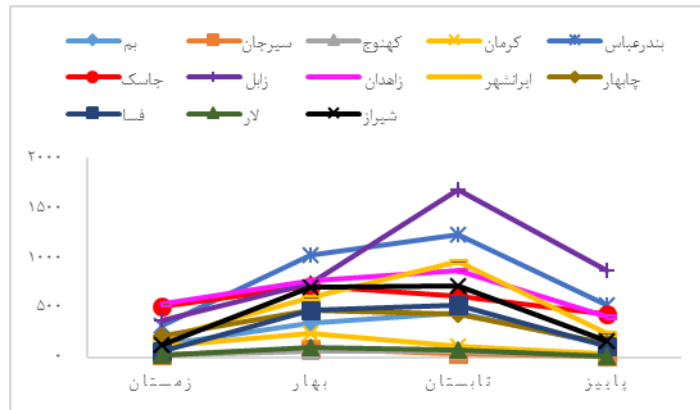 بم سیرجان کهنوج کرمان بندرعباس
جاسک زابل زاهدان ایرانشهر چابهار
فسا لار شیراز
۲۰۰۰
۱۵۰۰
۱۰۰۰
۵۰۰
۰
زمستان بهار تابستان پاییز